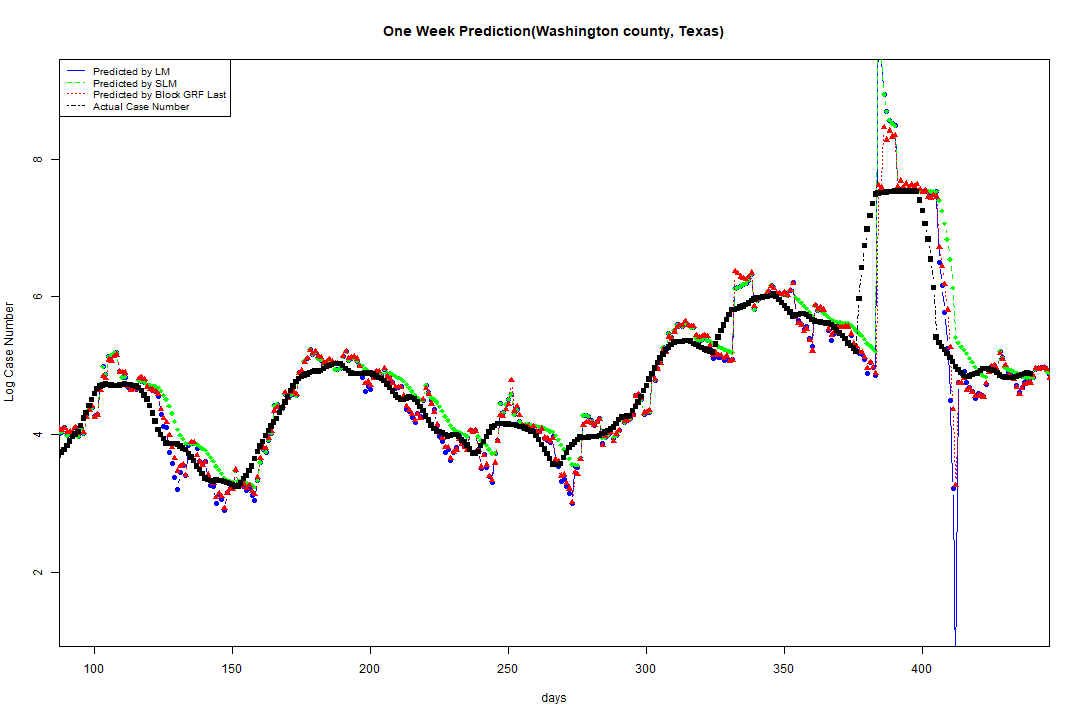 One Week Prediction(Washington county, Texas)
Predicted by LM
Predicted by SLM
Predicted by Block GRF Last
Actual Case Number
Log Case Number
8
6
4
2
100 150 200 250 300 350 400
days